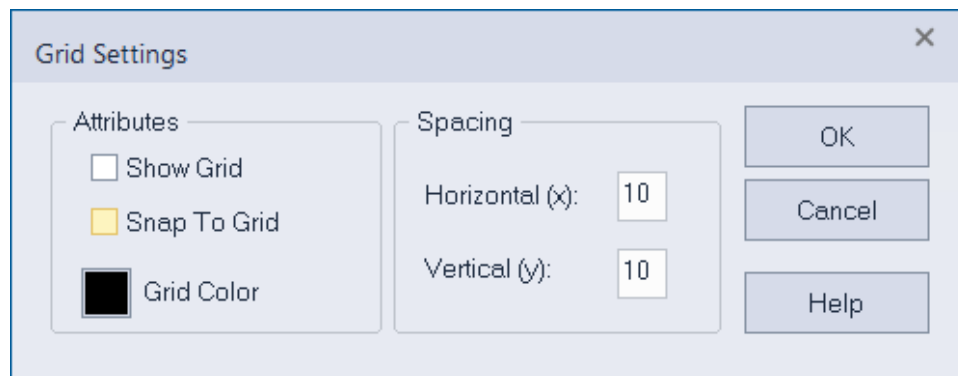 Grid Settings
Attributes
Show Grid
Snap To Grid
Grid Color
Spacing
Horizontal (x): 10
Vertical (y): 10
OK
Cancel
Help